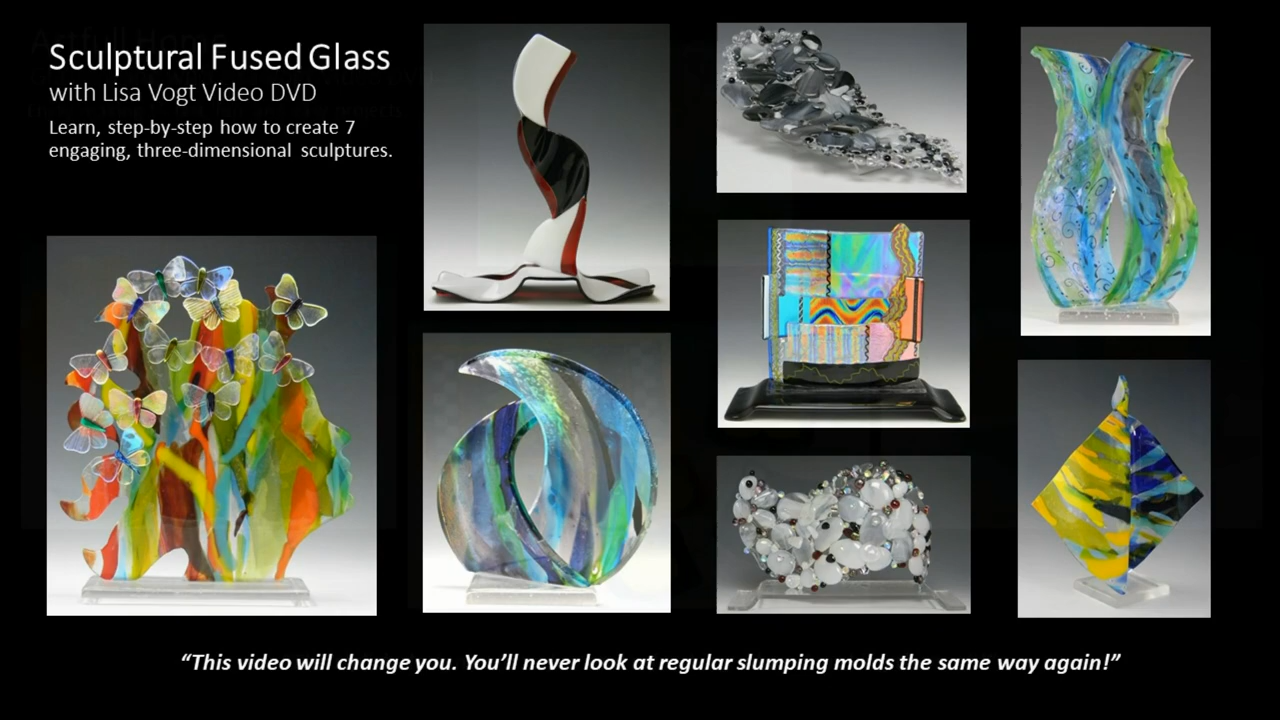 Sculptural Fused Glass
with Lisa Vogt Video DVD
Learn, step-by-step how to create 7
engaging, three-dimensional sculptures.
“This video will change you. You’ll never look at regular slumping molds the same way again!”